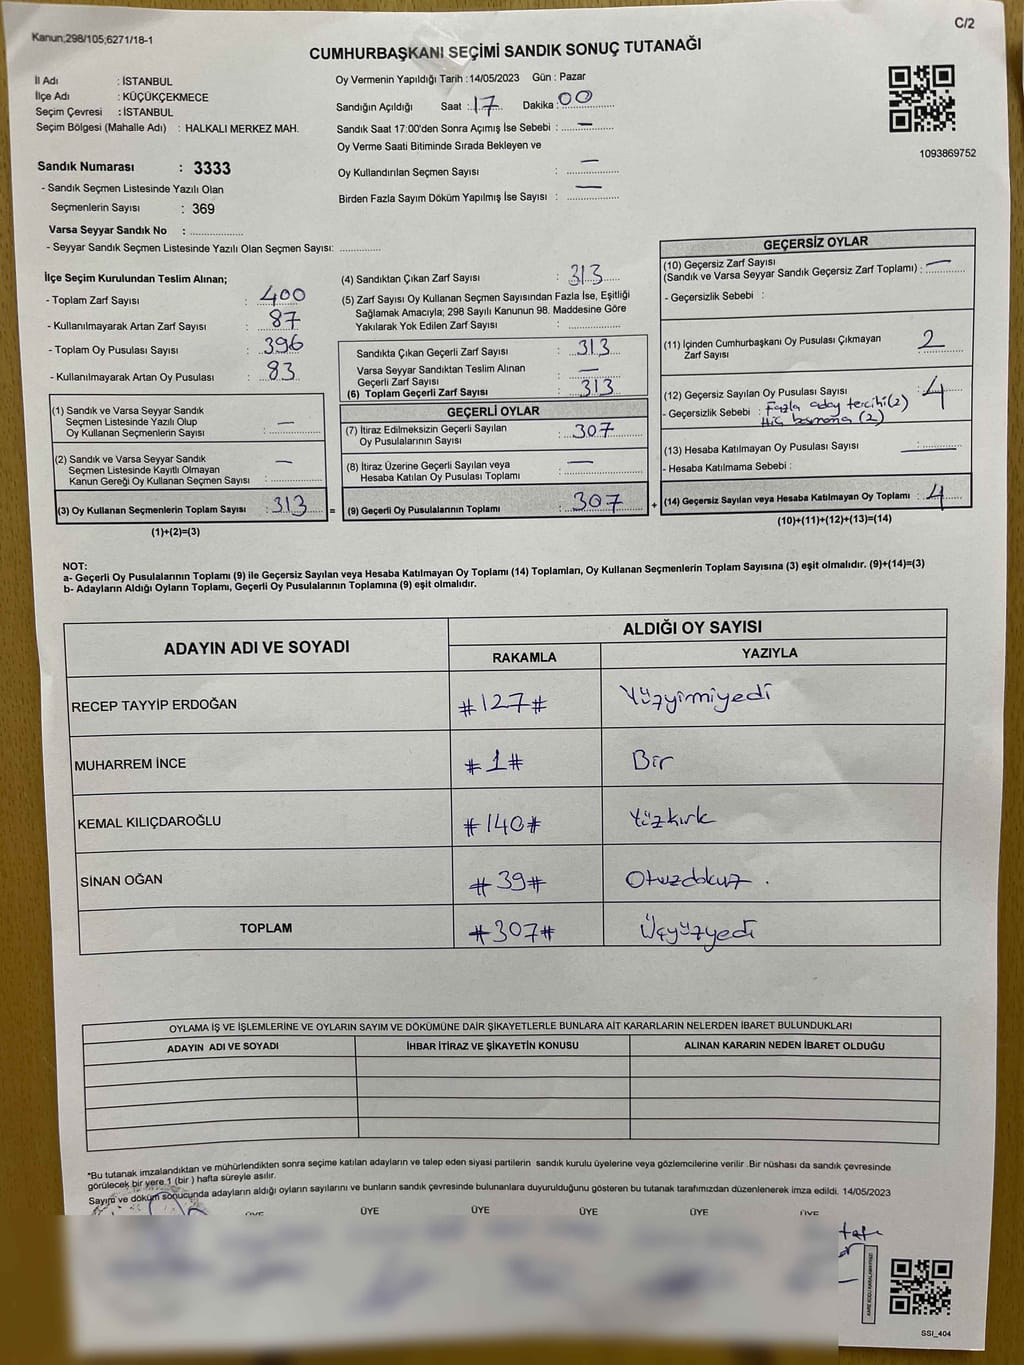 Kanun;298/105,6271/18-1
C/2
CUMHURBAŞKANI SEÇİMİ SANDIK SONUÇ TUTANAĞI
İl Adı : İSTANBUL
İlçe Adı : KÜÇÜKÇEKMECE
Seçim Çevresi : İSTANBUL
Seçim Bölgesi (Mahalle Adı) : HALKALI MERKEZ MAH.
Oy Vermenin Yapıldığı Tarih :14/05/2023 Gün : Pazar
Sandığın Açıldığı Saat :17 Dakika :00
Sandık Saat 17:00'den Sonra Açımış İse Sebebi : —
Oy Verme Saati Bitiminde Sırada Bekleyen ve
Oy Kullandırılan Seçmen Sayısı : —
Birden Fazla Sayım Döküm Yapılmış İse Sayısı : —
1093869752
Sandık Numarası : 3333
- Sandık Seçmen Listesinde Yazılı Olan
Seçmenlerin Sayısı : 369
Varsa Seyyar Sandık No : ....................
- Seyyar Sandık Seçmen Listesinde Yazılı Olan Seçmen Sayısı: ...............
İlçe Seçim Kurulundan Teslim Alınan;
- Toplam Zarf Sayısı : 400
- Kullanılmayarak Artan Zarf Sayısı : 87
- Toplam Oy Pusulası Sayısı : 396
- Kullanılmayarak Artan Oy Pusulası : 83
(1) Sandık ve Varsa Seyyar Sandık
Seçmen Listesinde Yazılı Olup
Oy Kullanan Seçmenlerin Sayısı : —
(2) Sandık ve Varsa Seyyar Sandık
Seçmen Listesinde Kayıtlı Olmayan
Kanun Gereği Oy Kullanan Seçmen Sayısı : —
(3) Oy Kullanan Seçmenlerin Toplam Sayısı : 313 =
(1)+(2)=(3)
(4) Sandıktan Çıkan Zarf Sayısı : 313
(5) Zarf Sayısı Oy Kullanan Seçmen Sayısından Fazla İse, Eşitliği
Sağlamak Amacıyla; 298 Sayılı Kanunun 98. Maddesine Göre
Yakılarak Yok Edilen Zarf Sayısı : ...............
Sandıkta Çıkan Geçerli Zarf Sayısı : 313
Varsa Seyyar Sandıktan Teslim Alınan
Geçerli Zarf Sayısı : —
(6) Toplam Geçerli Zarf Sayısı : 313
GEÇERLİ OYLAR
(7) İtiraz Edilmeksizin Geçerli Sayılan
Oy Pusulalarının Sayısı : 307
(8) İtiraz Üzerine Geçerli Sayılan veya
Hesaba Katılan Oy Pusulası Toplamı : —
(9) Geçerli Oy Pusulalarının Toplamı : 307 +
GEÇERSİZ OYLAR
(10) Geçersiz Zarf Sayısı
(Sandık ve Varsa Seyyar Sandık Geçersiz Zarf Toplamı) : —
- Geçersizlik Sebebi :
(11) İçinden Cumhurbaşkanı Oy Pusulası Çıkmayan
Zarf Sayısı : 2
(12) Geçersiz Sayılan Oy Pusulası Sayısı : 4
- Geçersizlik Sebebi : Fazla aday tercihi (2)
Hiç basmama (2)
(13) Hesaba Katılmayan Oy Pusulası Sayısı : —
- Hesaba Katılmama Sebebi :
(14) Geçersiz Sayılan veya Hesaba Katılmayan Oy Toplamı : 4
(10)+(11)+(12)+(13)=(14)
NOT:
a- Geçerli Oy Pusulalarının Toplamı (9) ile Geçersiz Sayılan veya Hesaba Katılmayan Oy Toplamı (14) Toplamları, Oy Kullanan Seçmenlerin Toplam Sayısına (3) eşit olmalıdır. (9)+(14)=(3)
b- Adayların Aldığı Oyların Toplamı, Geçerli Oy Pusulalarının Toplamına (9) eşit olmalıdır.
ADAYIN ADI VE SOYADI
ALDIĞI OY SAYISI
RAKAMLA YAZIYLA
RECEP TAYYİP ERDOĞAN #127# Yüzyirmiyedi
MUHARREM İNCE #1# Bir
KEMAL KILIÇDAROĞLU #140# Yüzkırk
SİNAN OĞAN #39# Otuzdokuz .
TOPLAM #307# Üçyüzyedi
OYLAMA İŞ VE İŞLEMLERİNE VE OYLARIN SAYIM VE DÖKÜMÜNE DAİR ŞİKAYETLERLE BUNLARA AİT KARARLARIN NELERDEN İBARET BULUNDUKLARI
ADAYIN ADI VE SOYADI İHBAR İTİRAZ VE ŞİKAYETİN KONUSU ALINAN KARARIN NEDEN İBARET OLDUĞU
*Bu tutanak imzalandıktan ve mühürlendikten sonra seçime katılan adayların ve talep eden siyasi partilerin sandık kurulu üyelerine veya gözlemcilerine verilir .Bir nüshası da sandık çevresinde
görülecek bir yere 1 (bir ) hafta süreyle asılır.
Sayım ve döküm sonucunda adayların aldığı oyların sayılarını ve bunların sandık çevresinde bulunanlara duyurulduğunu gösteren bu tutanak tarafımızdan düzenlenerek imza edildi. 14/05/2023
ÜYE ÜYE ÜYE ÜYE ÜYE ÜYE
KARE KODU KARALAMAYINIZ!
SSI_404